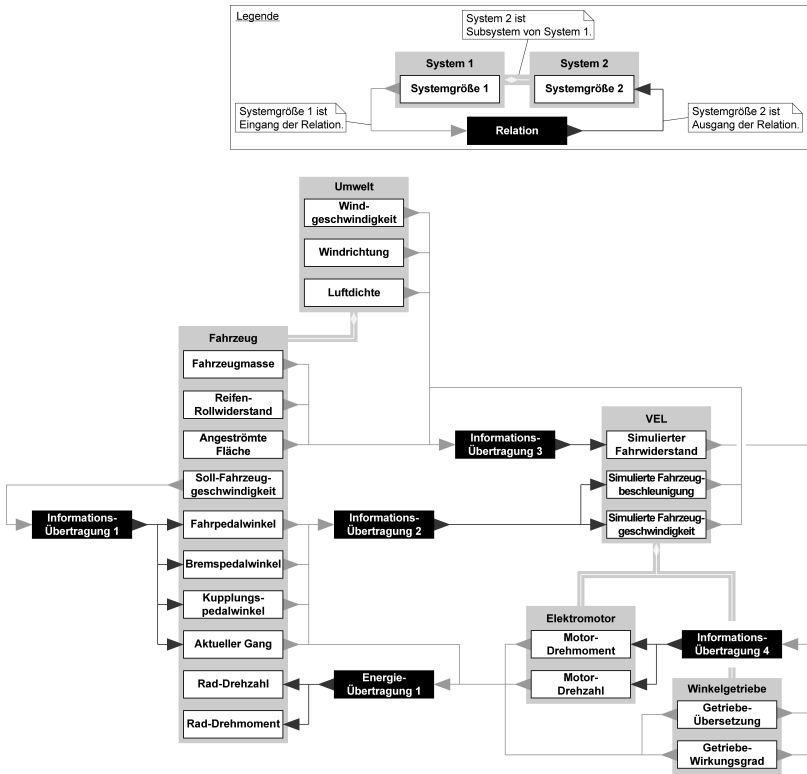 Legende
System 2 ist
Subsystem von System 1.
System 1
System 2
Systemgröße 1
Systemgröße 2
Systemgröße 1 ist
Eingang der Relation.
Systemgröße 2 ist
Ausgang der Relation.
Relation
Umwelt
Wind-
geschwindigkeit
Windrichtung
Luftdichte
Fahrzeug
Fahrzeugmasse
Reifen-
Rollwiderstand
Angeströmte
Fläche
Informations-
Übertragung 3
VEL
Simulierter
Fahrwiderstand
Soll-Fahrzeug-
geschwindigkeit
Simulierte Fahrzeug-
beschleunigung
Informations-
Übertragung 1
Fahrpedalwinkel
Informations-
Übertragung 2
Simulierte Fahrzeug-
geschwindigkeit
Bremspedalwinkel
Kupplungs-
pedalwinkel
Elektromotor
Aktueller Gang
Motor-
Drehmoment
Informations-
Übertragung 4
Rad-Drehzahl
Energie-
Übertragung 1
Motor-
Drehzahl
Winkelgetriebe
Rad-Drehmoment
Getriebe-
Übersetzung
Getriebe-
Wirkungsgrad